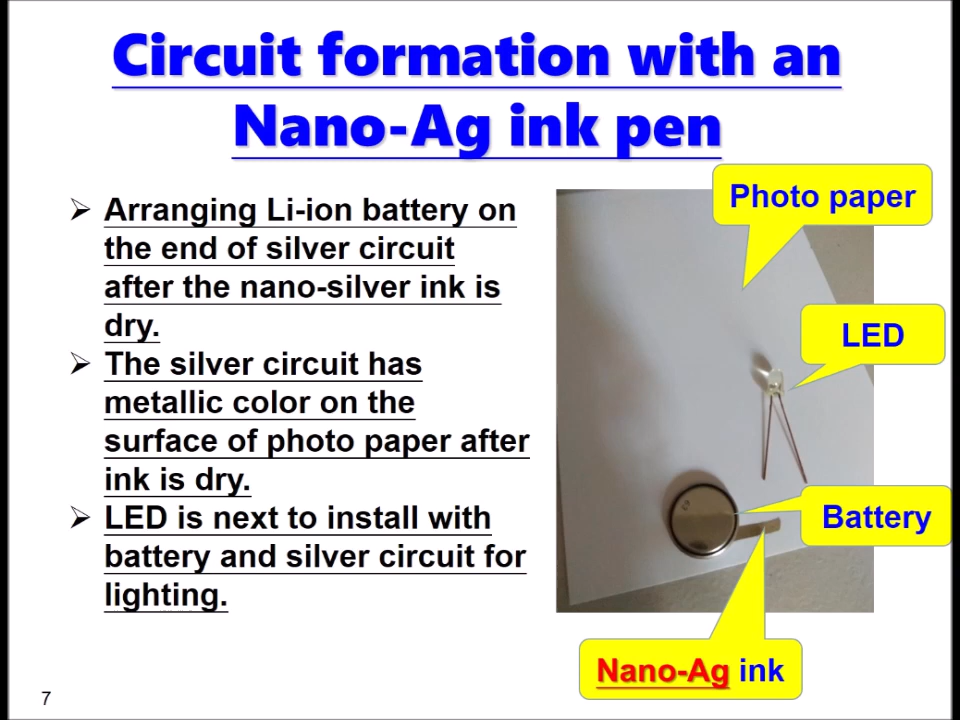 Circuit formation with an
Nano-Ag ink pen
Photo paper
➢ Arranging Li-ion battery on
the end of silver circuit
after the nano-silver ink is
dry.
➢ The silver circuit has
metallic color on the
surface of photo paper after
ink is dry.
➢ LED is next to install with
battery and silver circuit for
lighting.
LED
Battery
Nano-Ag ink
7